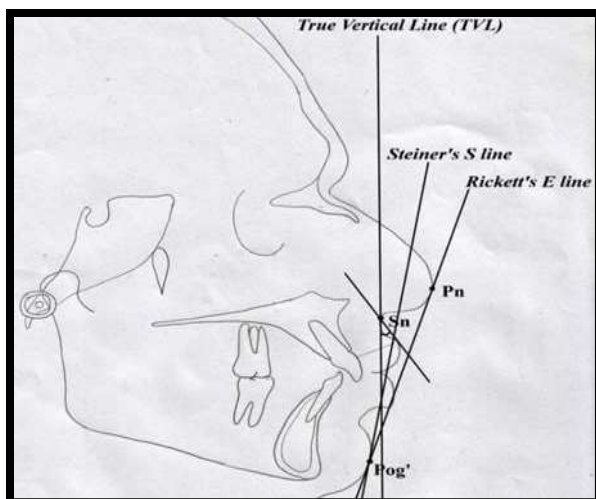 True Vertical Line (TVL)
Steiner's S line
Rickett's E line
Pn
Sn
Pog'